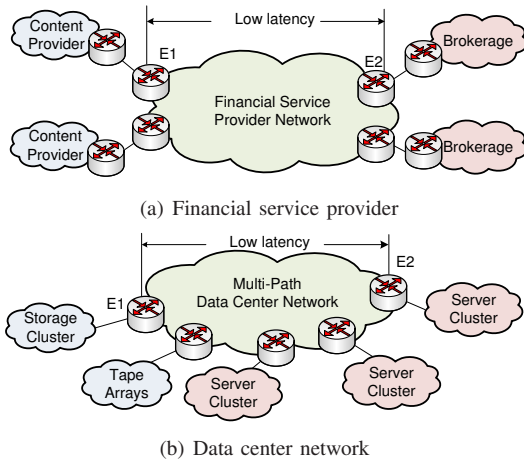 Low latency
Content
Provider
E1
E2
Brokerage
Financial Service
Provider Network
Content
Provider
Brokerage
(a) Financial service provider
Low latency
E2
Multi-Path
Data Center Network
E1
Storage
Cluster
Server
Cluster
Tape
Arrays
Server
Cluster
Server
Cluster
(b) Data center network